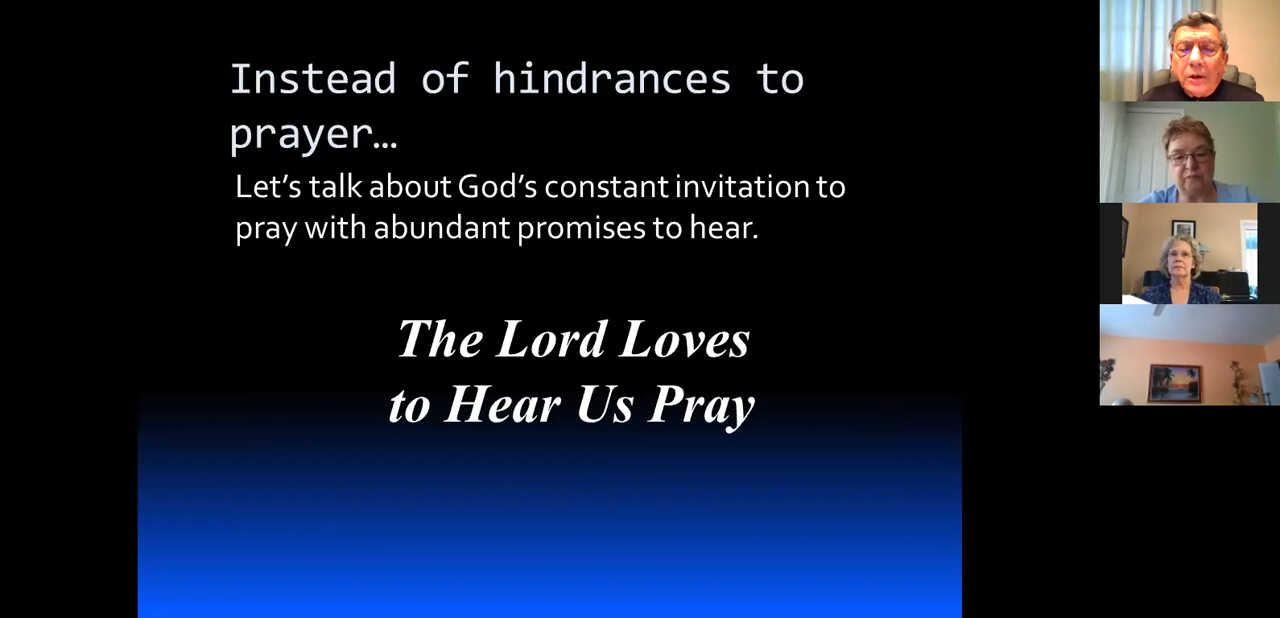 Instead of hindrances to
prayer…
Let’s talk about God’s constant invitation to
pray with abundant promises to hear.
The Lord Loves
to Hear Us Pray